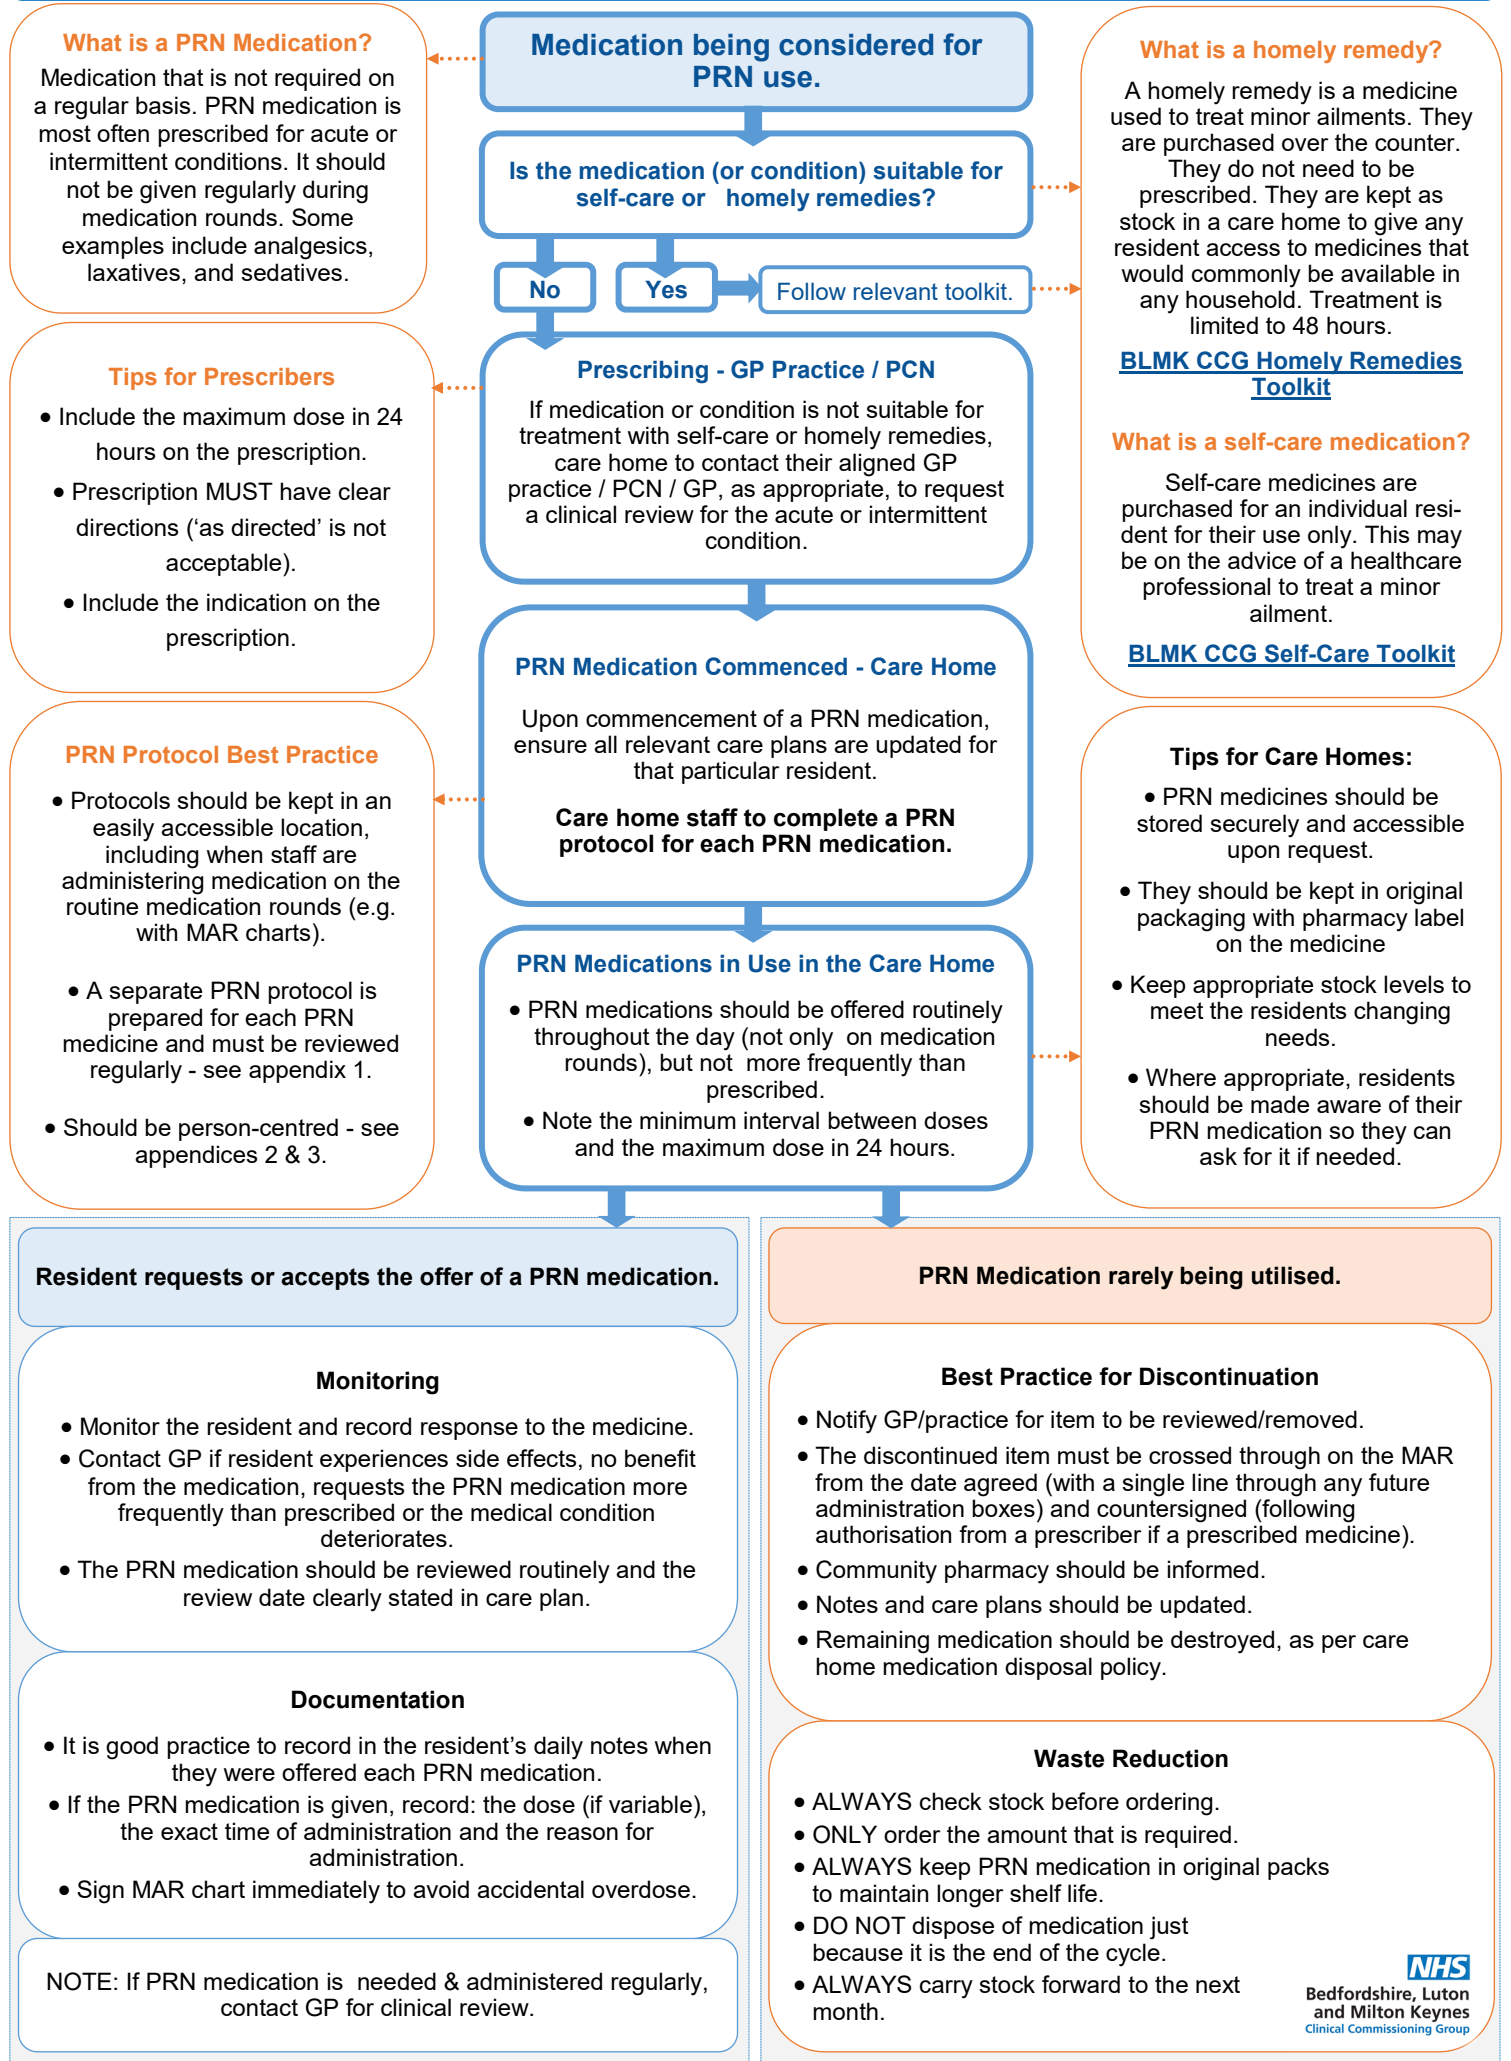 Medication being considered for
PRN use.
What is a PRN Medication?
Medication that is not required on
a regular basis. PRN medication is
most often prescribed for acute or
intermittent conditions. It should
not be given regularly during
medication rounds. Some
examples include analgesics,
laxatives, and sedatives.
Is the medication (or condition) suitable for
self-care or homely remedies?
No
Yes
Follow relevant toolkit.
What is a homely remedy?
A homely remedy is a medicine
used to treat minor ailments. They
are purchased over the counter.
They do not need to be
prescribed. They are kept as
stock in a care home to give any
resident access to medicines that
would commonly be available in
any household. Treatment is
limited to 48 hours.
BLMK CCG Homely Remedies
Toolkit
What is a self-care medication?
Self-care medicines are
purchased for an individual resi-
dent for their use only. This may
be on the advice of a healthcare
professional to treat a minor
ailment.
BLMK CCG Self-Care Toolkit
Tips for Prescribers
• Include the maximum dose in 24
hours on the prescription.
• Prescription MUST have clear
directions (‘as directed’ is not
acceptable).
• Include the indication on the
prescription.
Prescribing - GP Practice / PCN
If medication or condition is not suitable for
treatment with self-care or homely remedies,
care home to contact their aligned GP
practice / PCN / GP, as appropriate, to request
a clinical review for the acute or intermittent
condition.
PRN Medication Commenced - Care Home
Upon commencement of a PRN medication,
ensure all relevant care plans are updated for
that particular resident.
Care home staff to complete a PRN
protocol for each PRN medication.
PRN Protocol Best Practice
• Protocols should be kept in an
easily accessible location,
including when staff are
administering medication on the
routine medication rounds (e.g.
with MAR charts).
• A separate PRN protocol is
prepared for each PRN
medicine and must be reviewed
regularly - see appendix 1.
• Should be person-centred - see
appendices 2 & 3.
PRN Medications in Use in the Care Home
• PRN medications should be offered routinely
throughout the day (not only on medication
rounds), but not more frequently than
prescribed.
• Note the minimum interval between doses
and the maximum dose in 24 hours.
Tips for Care Homes:
• PRN medicines should be
stored securely and accessible
upon request.
• They should be kept in original
packaging with pharmacy label
on the medicine
• Keep appropriate stock levels to
meet the residents changing
needs.
• Where appropriate, residents
should be made aware of their
PRN medication so they can
ask for it if needed.
Resident requests or accepts the offer of a PRN medication.
Monitoring
• Monitor the resident and record response to the medicine.
• Contact GP if resident experiences side effects, no benefit
from the medication, requests the PRN medication more
frequently than prescribed or the medical condition
deteriorates.
• The PRN medication should be reviewed routinely and the
review date clearly stated in care plan.
Documentation
• It is good practice to record in the resident’s daily notes when
they were offered each PRN medication.
• If the PRN medication is given, record: the dose (if variable),
the exact time of administration and the reason for
administration.
• Sign MAR chart immediately to avoid accidental overdose.
NOTE: If PRN medication is needed & administered regularly,
contact GP for clinical review.
PRN Medication rarely being utilised.
Best Practice for Discontinuation
• Notify GP/practice for item to be reviewed/removed.
• The discontinued item must be crossed through on the MAR
from the date agreed (with a single line through any future
administration boxes) and countersigned (following
authorisation from a prescriber if a prescribed medicine).
• Community pharmacy should be informed.
• Notes and care plans should be updated.
• Remaining medication should be destroyed, as per care
home medication disposal policy.
Waste Reduction
• ALWAYS check stock before ordering.
• ONLY order the amount that is required.
• ALWAYS keep PRN medication in original packs
to maintain longer shelf life.
• DO NOT dispose of medication just
because it is the end of the cycle.
• ALWAYS carry stock forward to the next
month.
NHS
Bedfordshire, Luton
and Milton Keynes
Clinical Commissioning Group